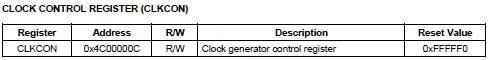 CLOCK CONTROL REGISTER (CLKCON)
Register Address R/W Description Reset Value
CLKCON 0x4C00000C R/W Clock generator control register 0xFFFFF0